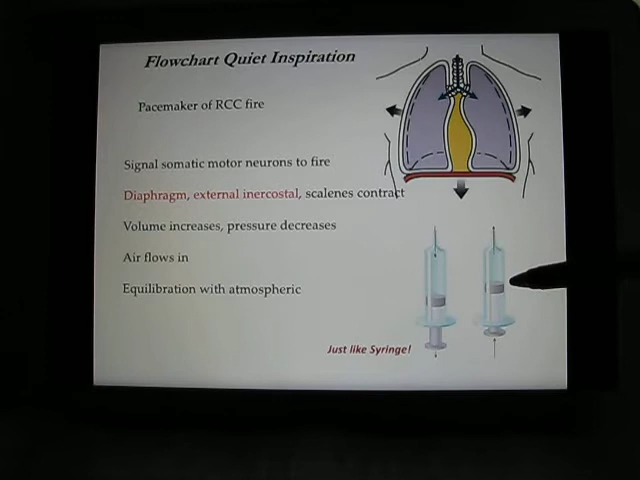 Flowchart Quiet Inspiration
Pacemaker of RCC fire
Signal somatic motor neurons to fire
Diaphragm, external inercostal, scalenes contract
Volume increases, pressure decreases
Air flows in
Equilibration with atmospheric
Just like Syringe!